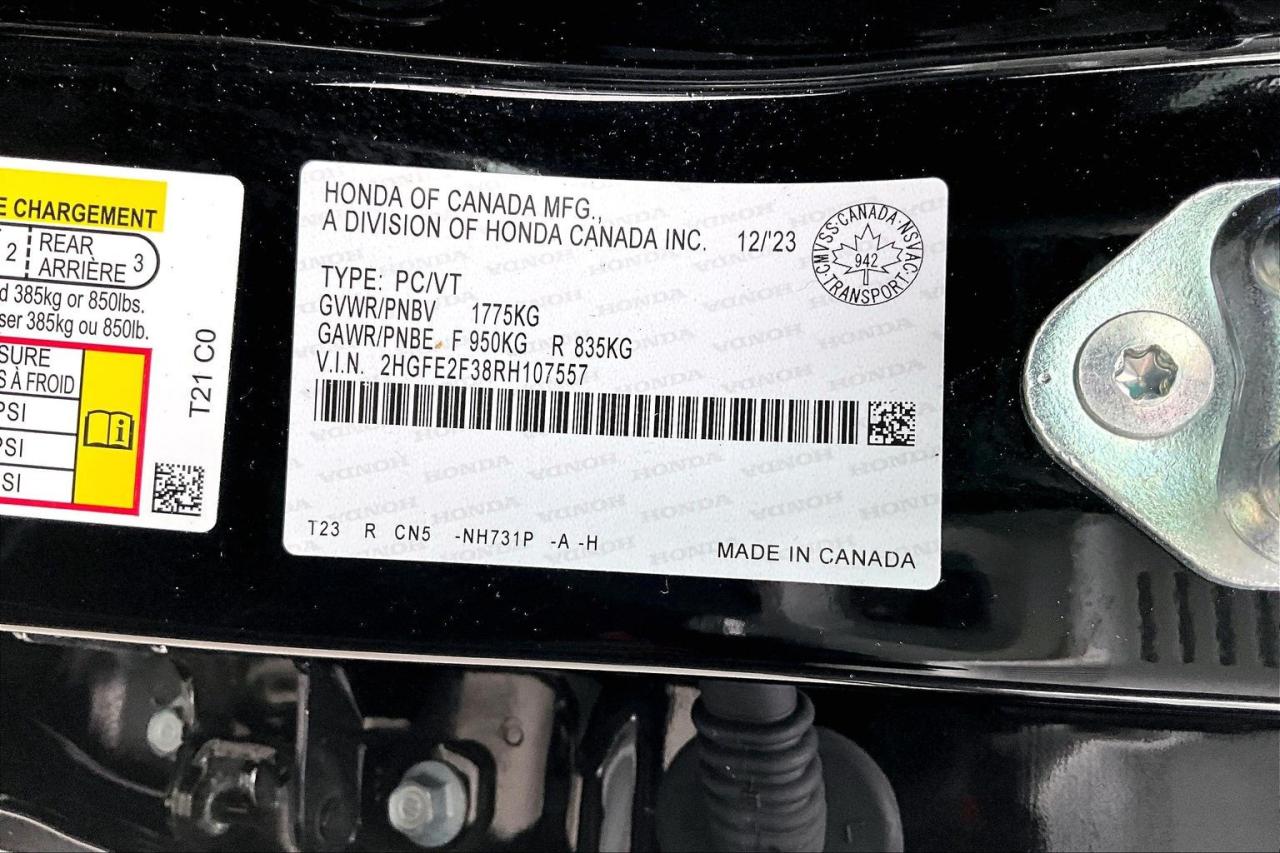 E CHARGEMENT
2 REAR ARRIÈRE 3
d 385kg or 850lbs.
ser 385kg ou 850lb.
SURE
S À FROID
PSI
PSI
SI
i
T21 C0
HONDA OF CANADA MFG.,
A DIVISION OF HONDA CANADA INC. 12/'23
CMVSS·CANADA·NSVAC
942
TRANSPORT
TYPE: PC/VT
GVWR/PNBV 1775KG
GAWR/PNBE F 950KG R 835KG
V.I.N. 2HGFE2F38RH107557
T23 R CN5 -NH731P -A -H
MADE IN CANADA